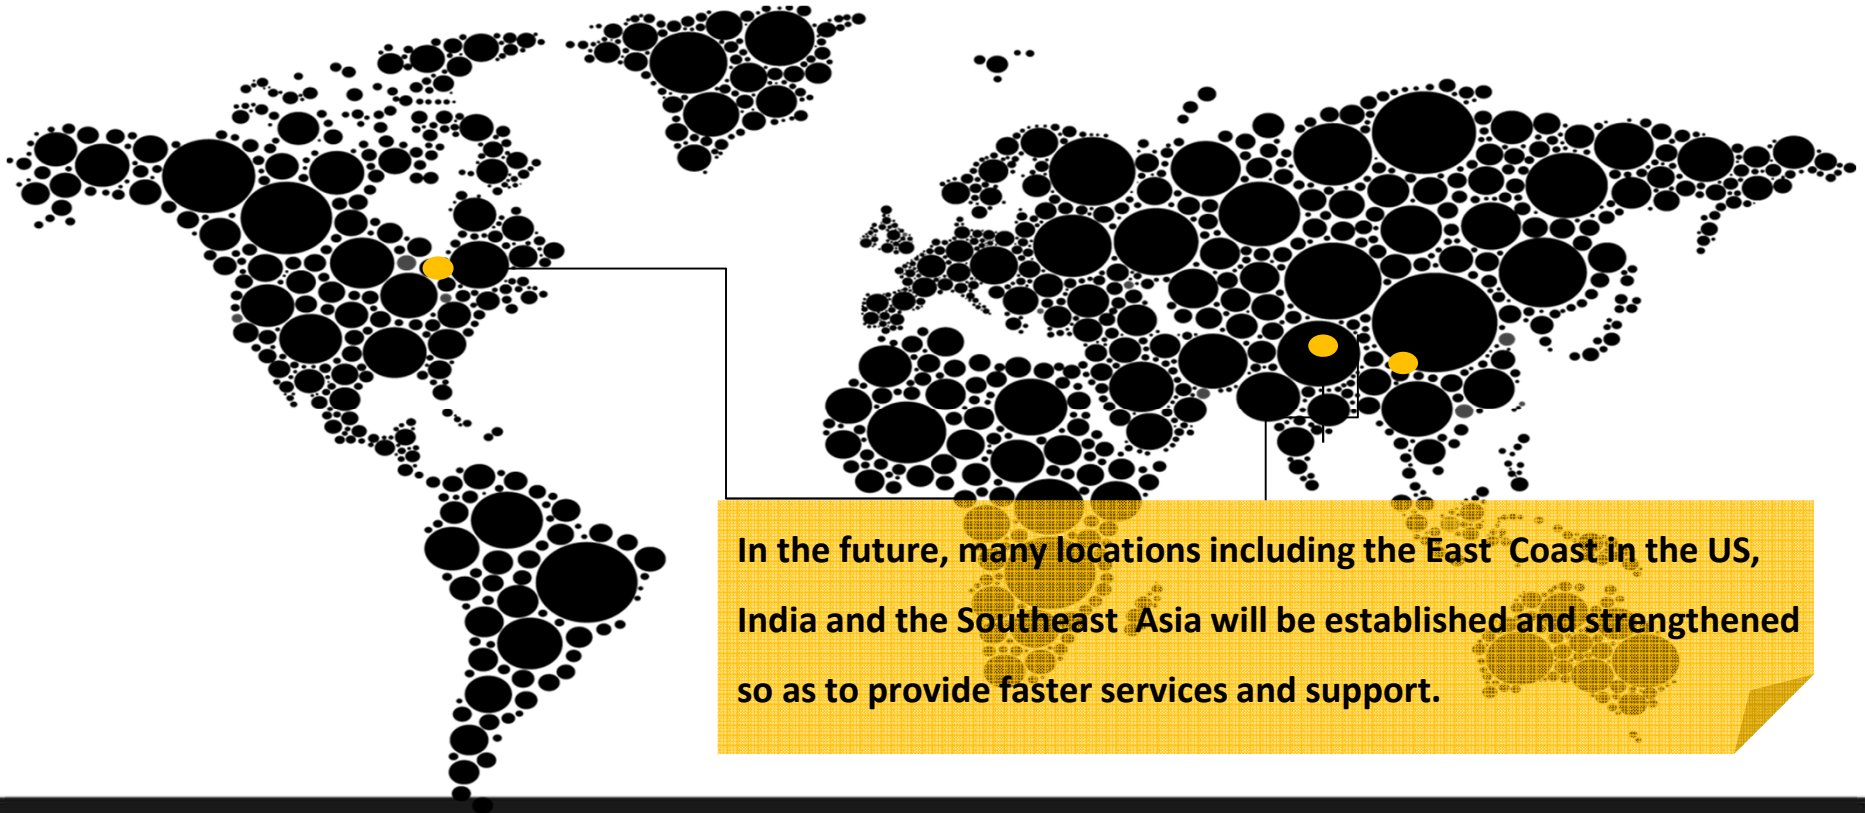 In the future, many locations including the East Coast in the US,
India and the Southeast Asia will be established and strengthened
so as to provide faster services and support.